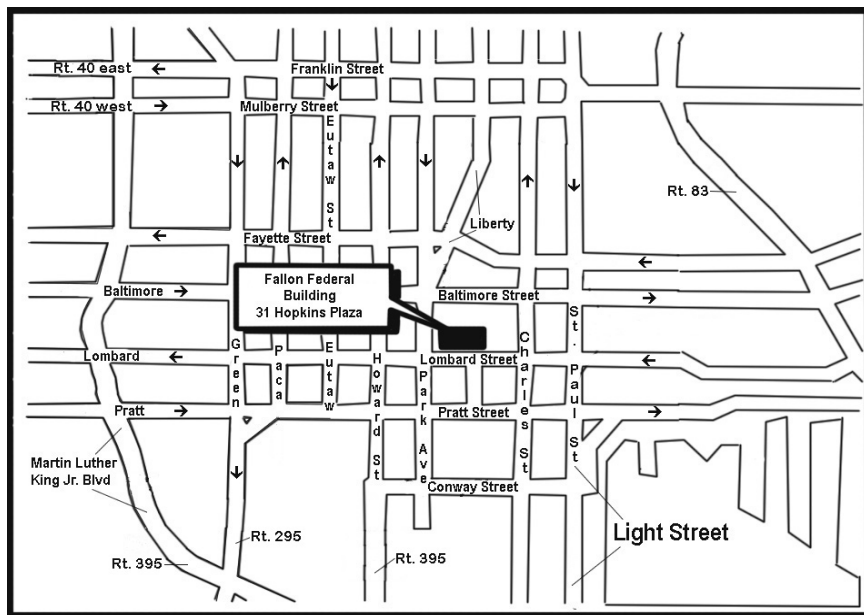 Rt. 40 east
Franklin Street
Rt. 40 west
Mulberry Street
Eutaw St
Rt. 83
Liberty
Fayette Street
Fallon Federal
Building
31 Hopkins Plaza
Baltimore
Baltimore Street
St. Paul St
Lombard
Green
Paca
Eutaw
Howard St
Lombard Street
Park Ave
Charles St
Pratt
Pratt Street
Martin Luther
King Jr. Blvd
Conway Street
Light Street
Rt. 295
Rt. 395
Rt. 395